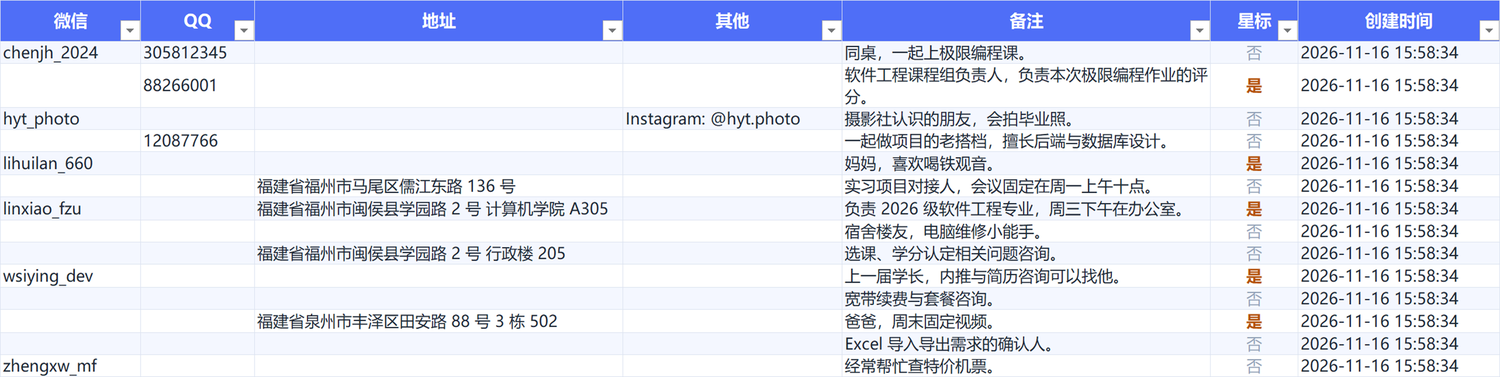 微信 QQ 地址 其他 备注 星标 创建时间
chenjh_2024 305812345 同桌，一起上极限编程课。 否 2026-11-16 15:58:34
88266001 软件工程课程组负责人，负责本次极限编程作业的评 是 2026-11-16 15:58:34
分。
hyt_photo Instagram: @hyt.photo 摄影社认识的朋友，会拍毕业照。 否 2026-11-16 15:58:34
12087766 一起做项目的老搭档，擅长后端与数据库设计。 否 2026-11-16 15:58:34
lihuilan_660 妈妈，喜欢喝铁观音。 是 2026-11-16 15:58:34
福建省福州市马尾区儒江东路 136 号 实习项目对接人，会议固定在周一上午十点。 否 2026-11-16 15:58:34
linxiao_fzu 福建省福州市闽侯县学园路 2 号 计算机学院 A305 负责 2026 级软件工程专业，周三下午在办公室。 是 2026-11-16 15:58:34
宿舍楼友，电脑维修小能手。 否 2026-11-16 15:58:34
福建省福州市闽侯县学园路 2 号 行政楼 205 选课、学分认定相关问题咨询。 否 2026-11-16 15:58:34
wsiying_dev 上一届学长，内推与简历咨询可以找他。 是 2026-11-16 15:58:34
宽带续费与套餐咨询。 否 2026-11-16 15:58:34
福建省泉州市丰泽区田安路 88 号 3 栋 502 爸爸，周末固定视频。 是 2026-11-16 15:58:34
Excel 导入导出需求的确认人。 否 2026-11-16 15:58:34
zhengxw_mf 经常帮忙查特价机票。 否 2026-11-16 15:58:34